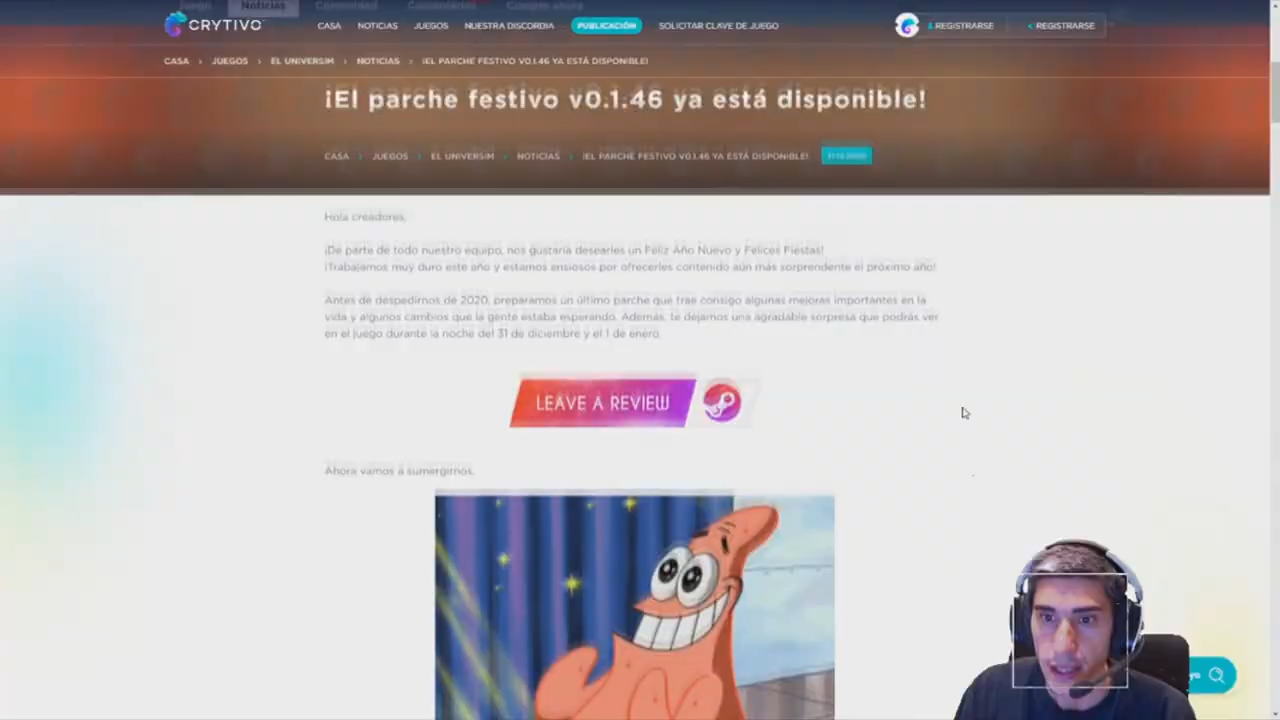 Juego Noticias Comunidad
CRYTIVO CASA NOTICIAS JUEGOS NUESTRA DISCORDIA PUBLICACIÓN SOLICITAR CLAVE DE JUEGO REGISTRARSE REGISTRARSE
CASA > JUEGOS > EL UNIVERSIM > NOTICIAS > ¡EL PARCHE FESTIVO V0.1.46 YA ESTÁ DISPONIBLE!
¡El parche festivo v0.1.46 ya está disponible!
CASA > JUEGOS > EL UNIVERSIM > NOTICIAS > ¡EL PARCHE FESTIVO V0.1.46 YA ESTÁ DISPONIBLE!
Hola creadores,
¡De parte de todo nuestro equipo, nos gustaría desearles un Feliz Año Nuevo y Felices Fiestas!
¡Trabajamos muy duro este año y estamos ansiosos por ofrecerles contenido aún más sorprendente el próximo año!
Antes de despedirnos de 2020, preparamos un último parche que trae consigo algunas mejoras importantes en la
vida y algunos cambios que la gente estaba esperando. Además, te dejamos una agradable sorpresa que podrás ver
en el juego durante la noche del 31 de diciembre y el 1 de enero.
LEAVE A REVIEW
Ahora vamos a sumergirnos.